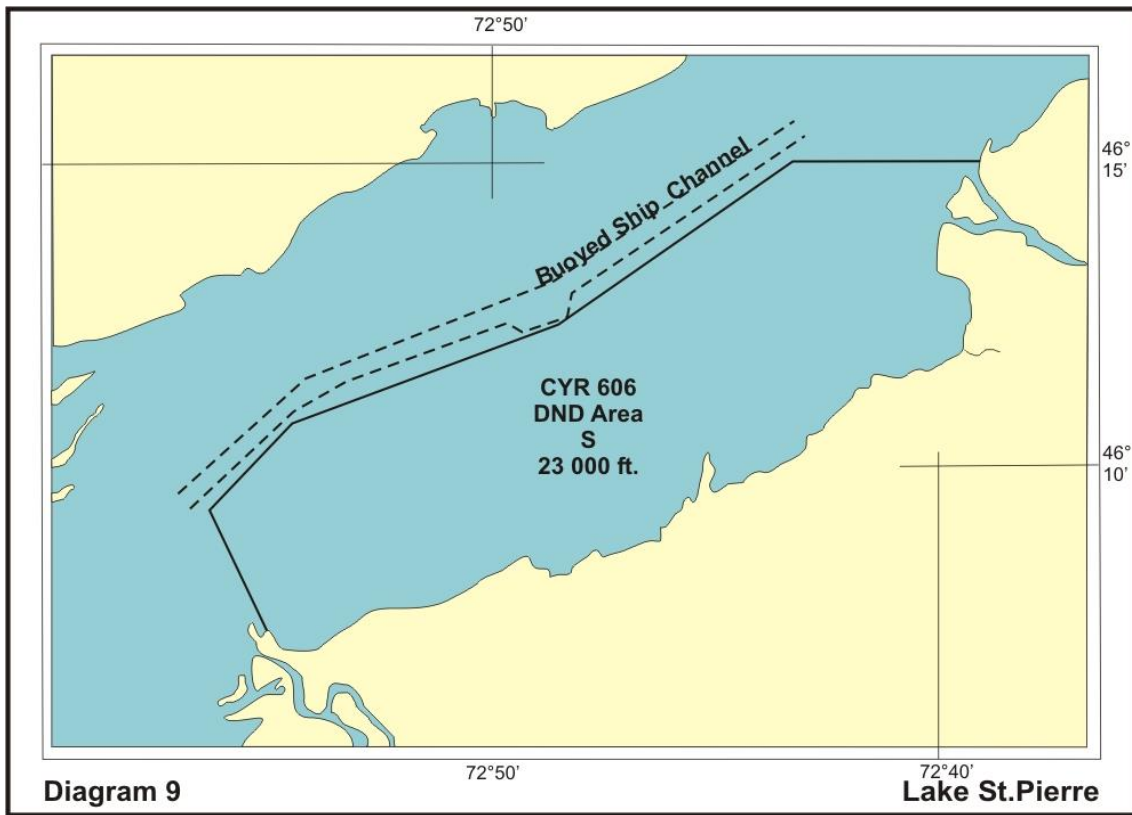 72°50’
46°
15’
Buoyed Ship Channel
CYR 606
DND Area
S
23 000 ft.
46°
10’
72°50’
72°40’
Diagram 9
Lake St.Pierre